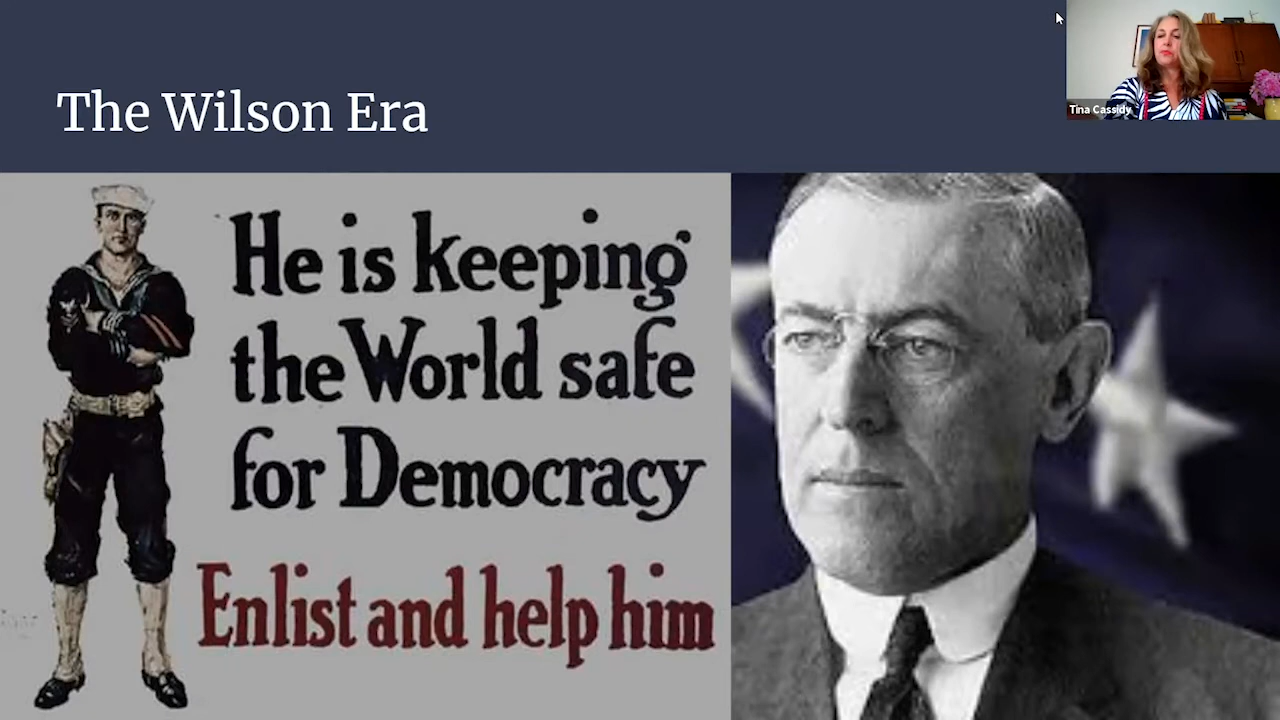 The Wilson Era
Tina Cassidy
He is keeping
the World safe
for Democracy
Enlist and help him